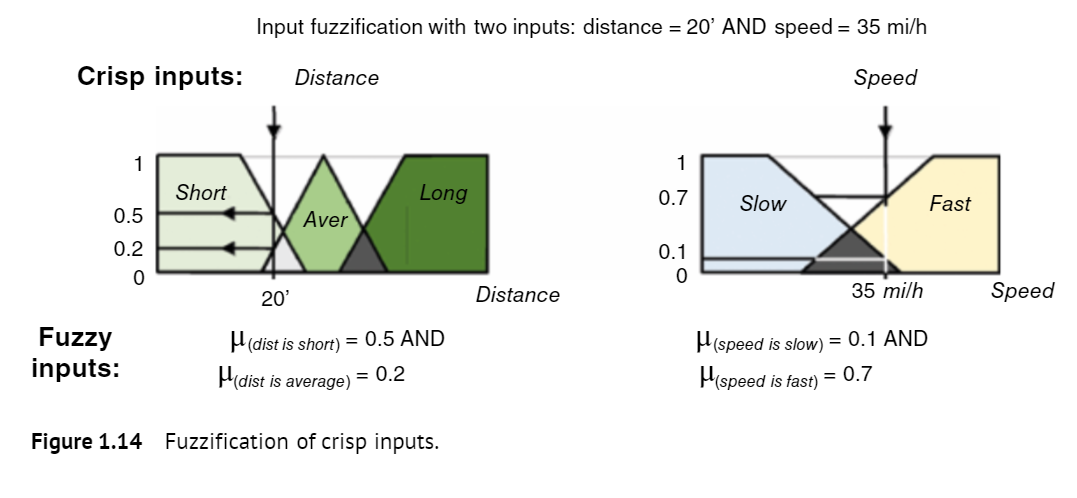 Input fuzzification with two inputs: distance = 20’ AND speed = 35 mi/h
Crisp inputs: Distance Speed
1
Short
Aver
Long
0.5
0.2
0
20’
Distance
1
0.7
Slow
Fast
0.1
0
35 mi/h
Speed
Fuzzy inputs:
μ(dist is short) = 0.5 AND
μ(dist is average) = 0.2
μ(speed is slow) = 0.1 AND
μ(speed is fast) = 0.7
Figure 1.14 Fuzzification of crisp inputs.